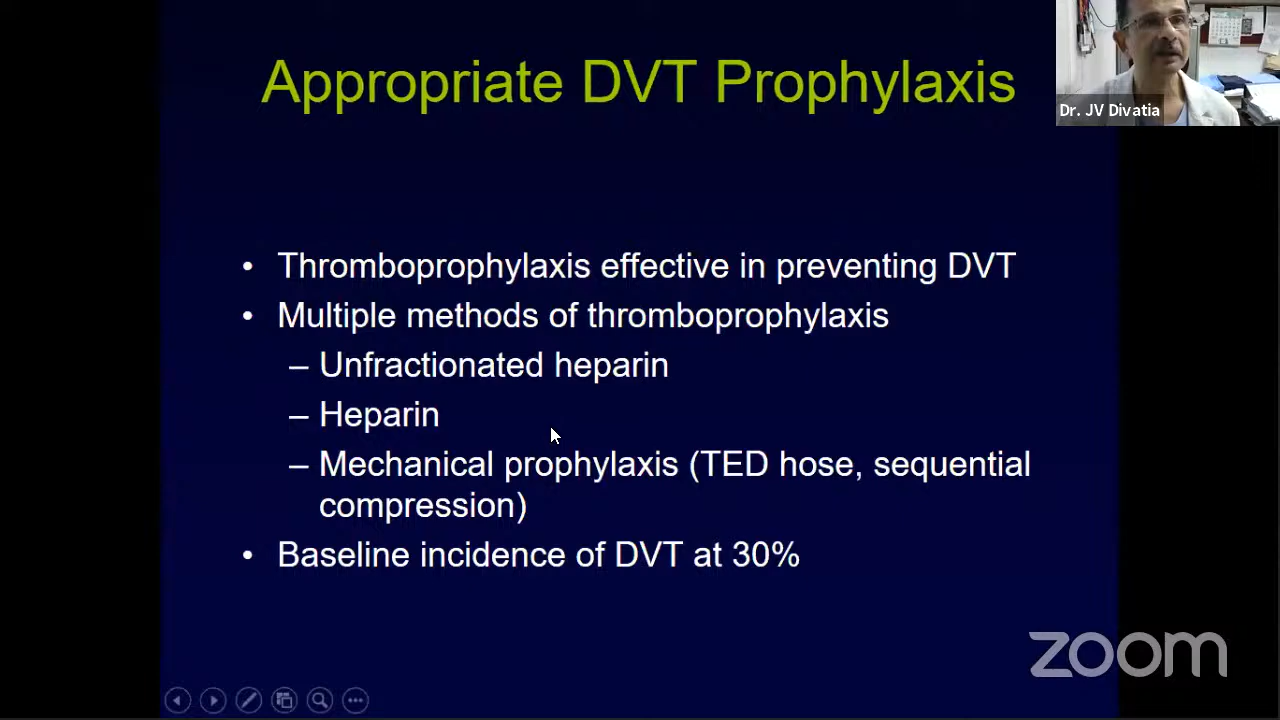 Appropriate DVT Prophylaxis
Dr. JV Divatia
• Thromboprophylaxis effective in preventing DVT
• Multiple methods of thromboprophylaxis
– Unfractionated heparin
– Heparin
– Mechanical prophylaxis (TED hose, sequential
compression)
• Baseline incidence of DVT at 30%
zoom